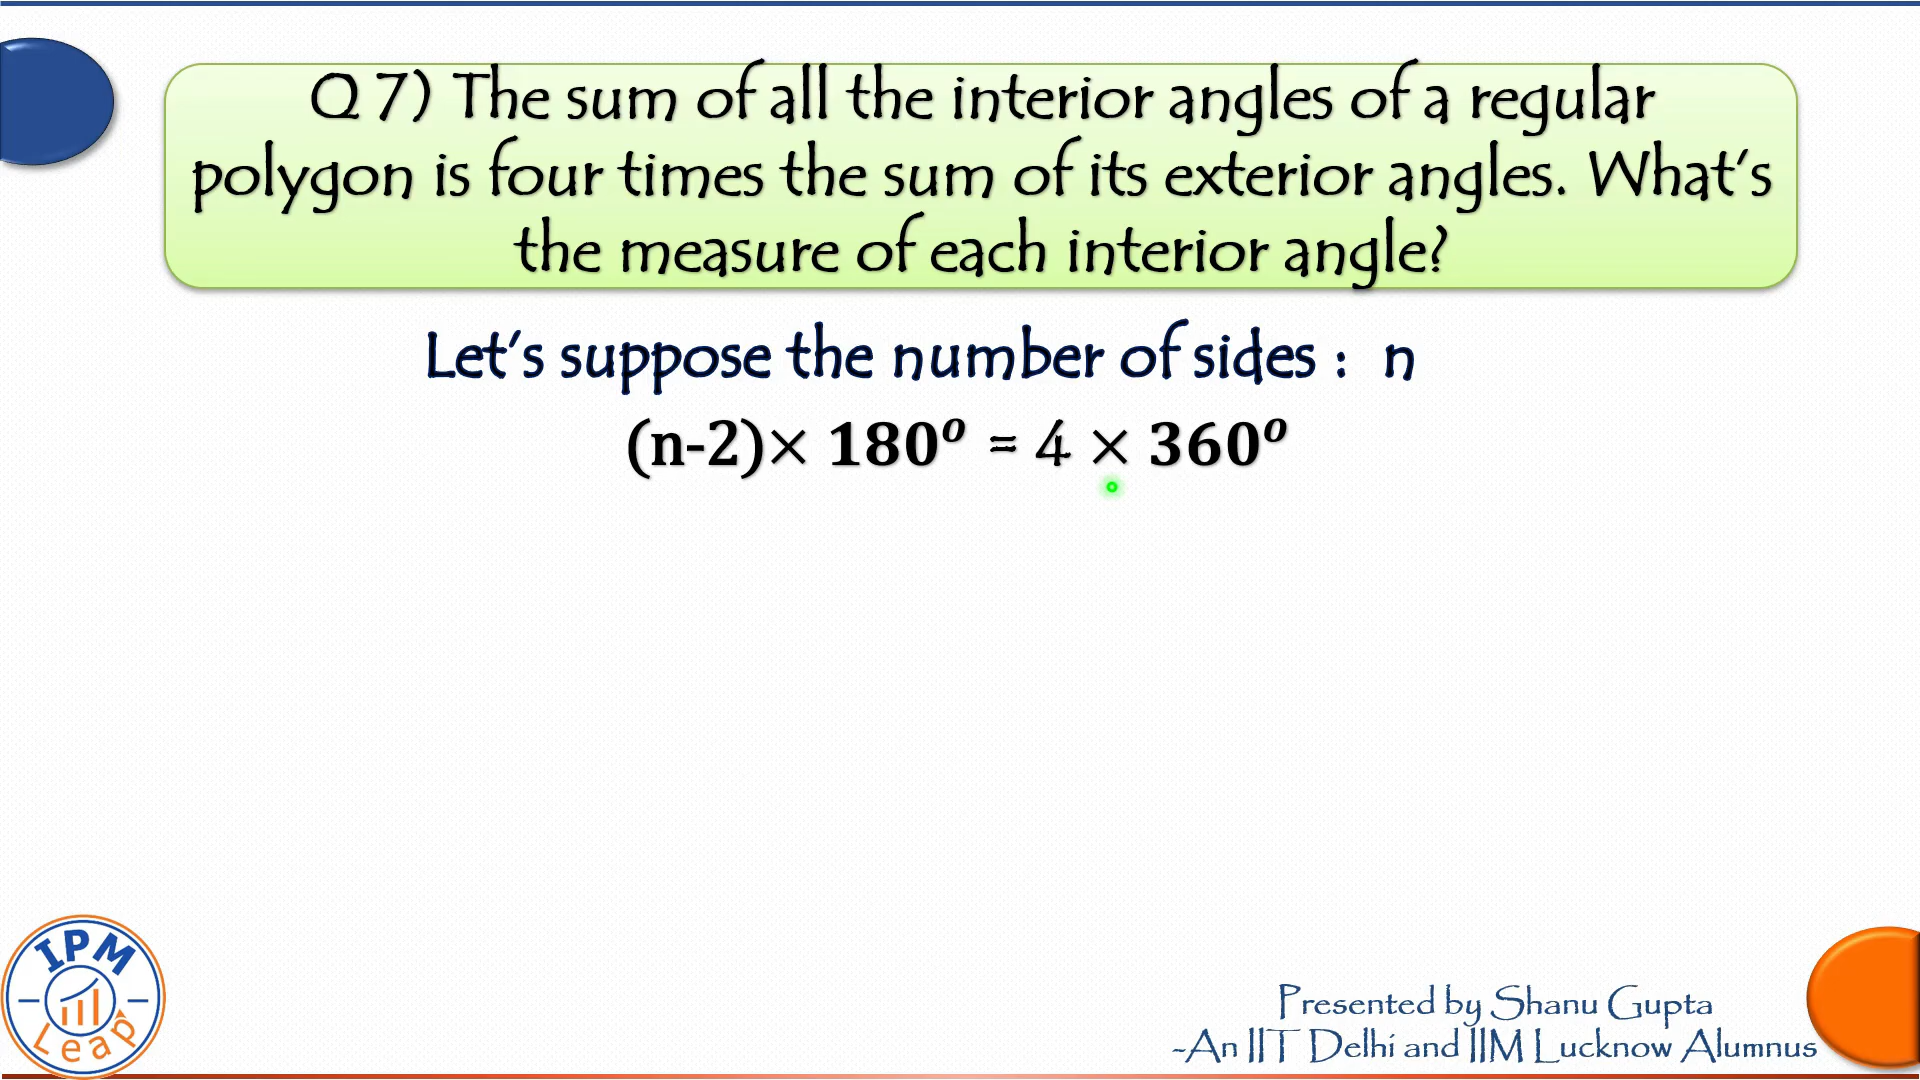 Q 7) The sum of all the interior angles of a regular
polygon is four times the sum of its exterior angles. What's
the measure of each interior angle?
Let's suppose the number of sides :  n
(n-2)× 180ᵒ = 4 × 360ᵒ
IPM
Leap
Presented by Shanu Gupta
-An IIT Delhi and IIM Lucknow Alumnus